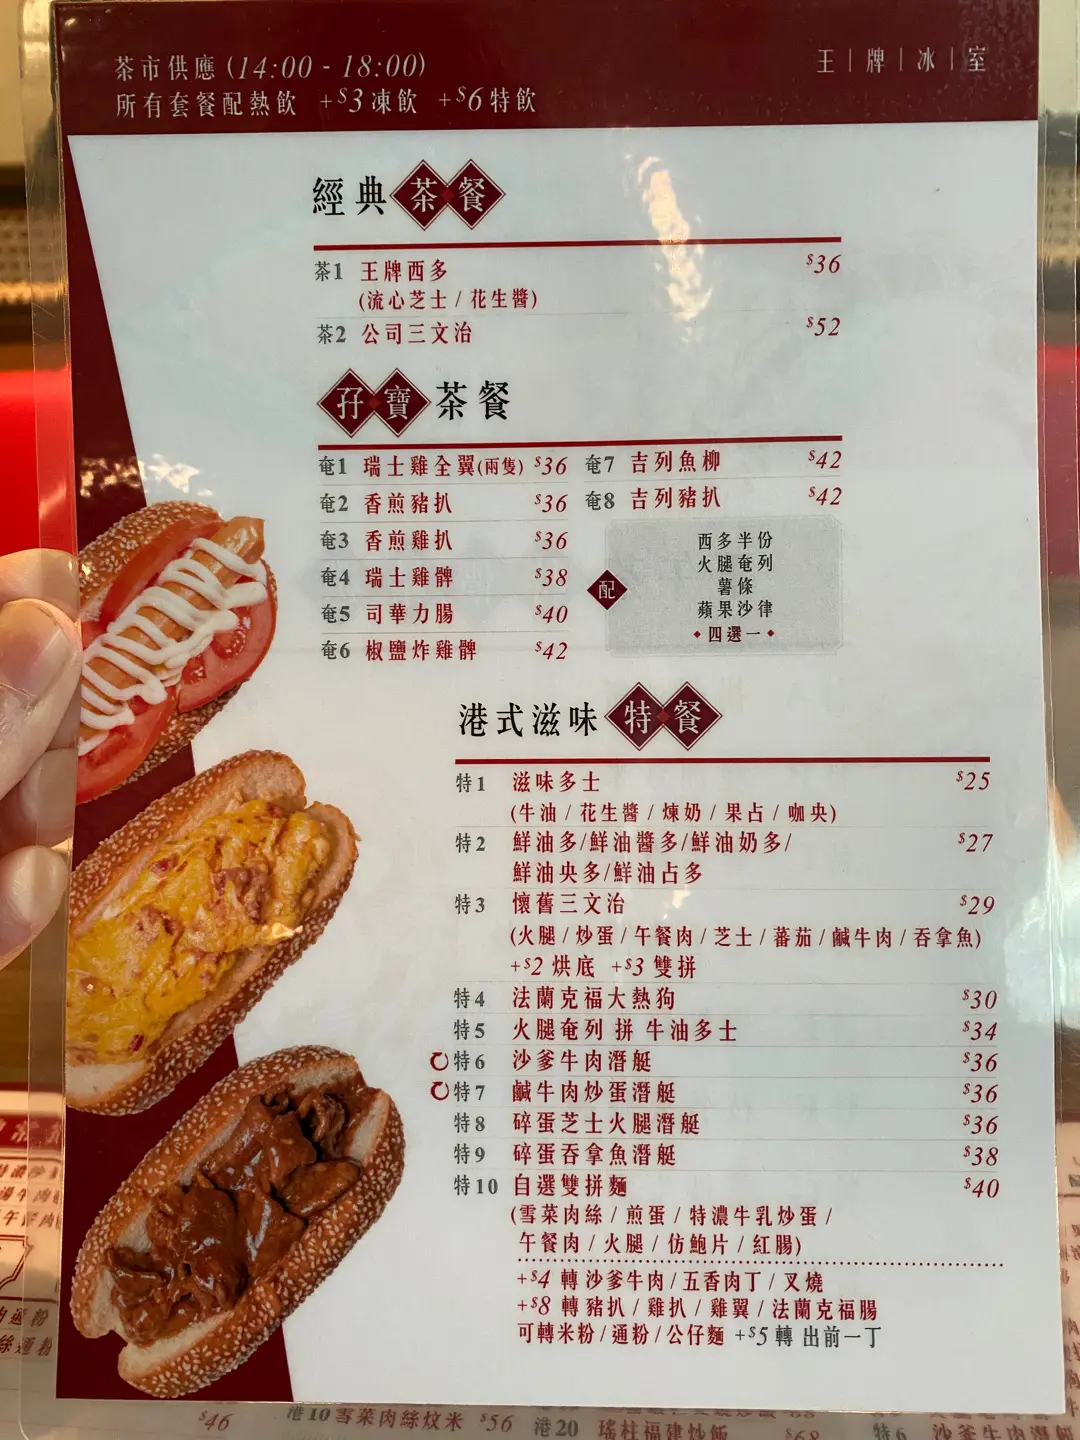 茶市供應 (14:00 - 18:00)
所有套餐配熱飲 +$3凍飲 +$6特飲
王|牌|冰|室
經典茶餐
茶1 王牌西多 $36
(流心芝士 / 花生醬)
茶2 公司三文治 $52
孖寶茶餐
奄1 瑞士雞全翼(兩隻) $36
奄2 香煎豬扒 $36
奄3 香煎雞扒 $36
奄4 瑞士雞髀 $38
奄5 司華力腸 $40
奄6 椒鹽炸雞髀 $42
奄7 吉列魚柳 $42
奄8 吉列豬扒 $42
配
西多半份
火腿奄列
薯條
蘋果沙律
四選一
港式滋味特餐
特1 滋味多士 $25
(牛油 / 花生醬 / 煉奶 / 果占 / 咖央)
特2 鮮油多/鮮油醬多/鮮油奶多/ $27
鮮油央多/鮮油占多
特3 懷舊三文治 $29
(火腿 / 炒蛋 / 午餐肉 / 芝士 / 蕃茄 / 鹹牛肉 / 吞拿魚)
+$2 烘底 +$3 雙拼
特4 法蘭克福大熱狗 $30
特5 火腿奄列 拼 牛油多士 $34
特6 沙爹牛肉潛艇 $36
特7 鹹牛肉炒蛋潛艇 $36
特8 碎蛋芝士火腿潛艇 $36
特9 碎蛋吞拿魚潛艇 $38
特10 自選雙拼麵 $40
(雪菜肉絲 / 煎蛋 / 特濃牛乳炒蛋 /
午餐肉 / 火腿 / 仿鮑片 / 紅腸)
+$4 轉 沙爹牛肉 / 五香肉丁 / 叉燒
+$8 轉 豬扒 / 雞扒 / 雞翼 / 法蘭克福腸
可轉米粉 / 通粉 / 公仔麵 +$5 轉 出前一丁
$46
港10 雪菜肉絲炆米 $56
港20 瑤柱福建炒飯 $68
特6 沙爹牛肉潛艇